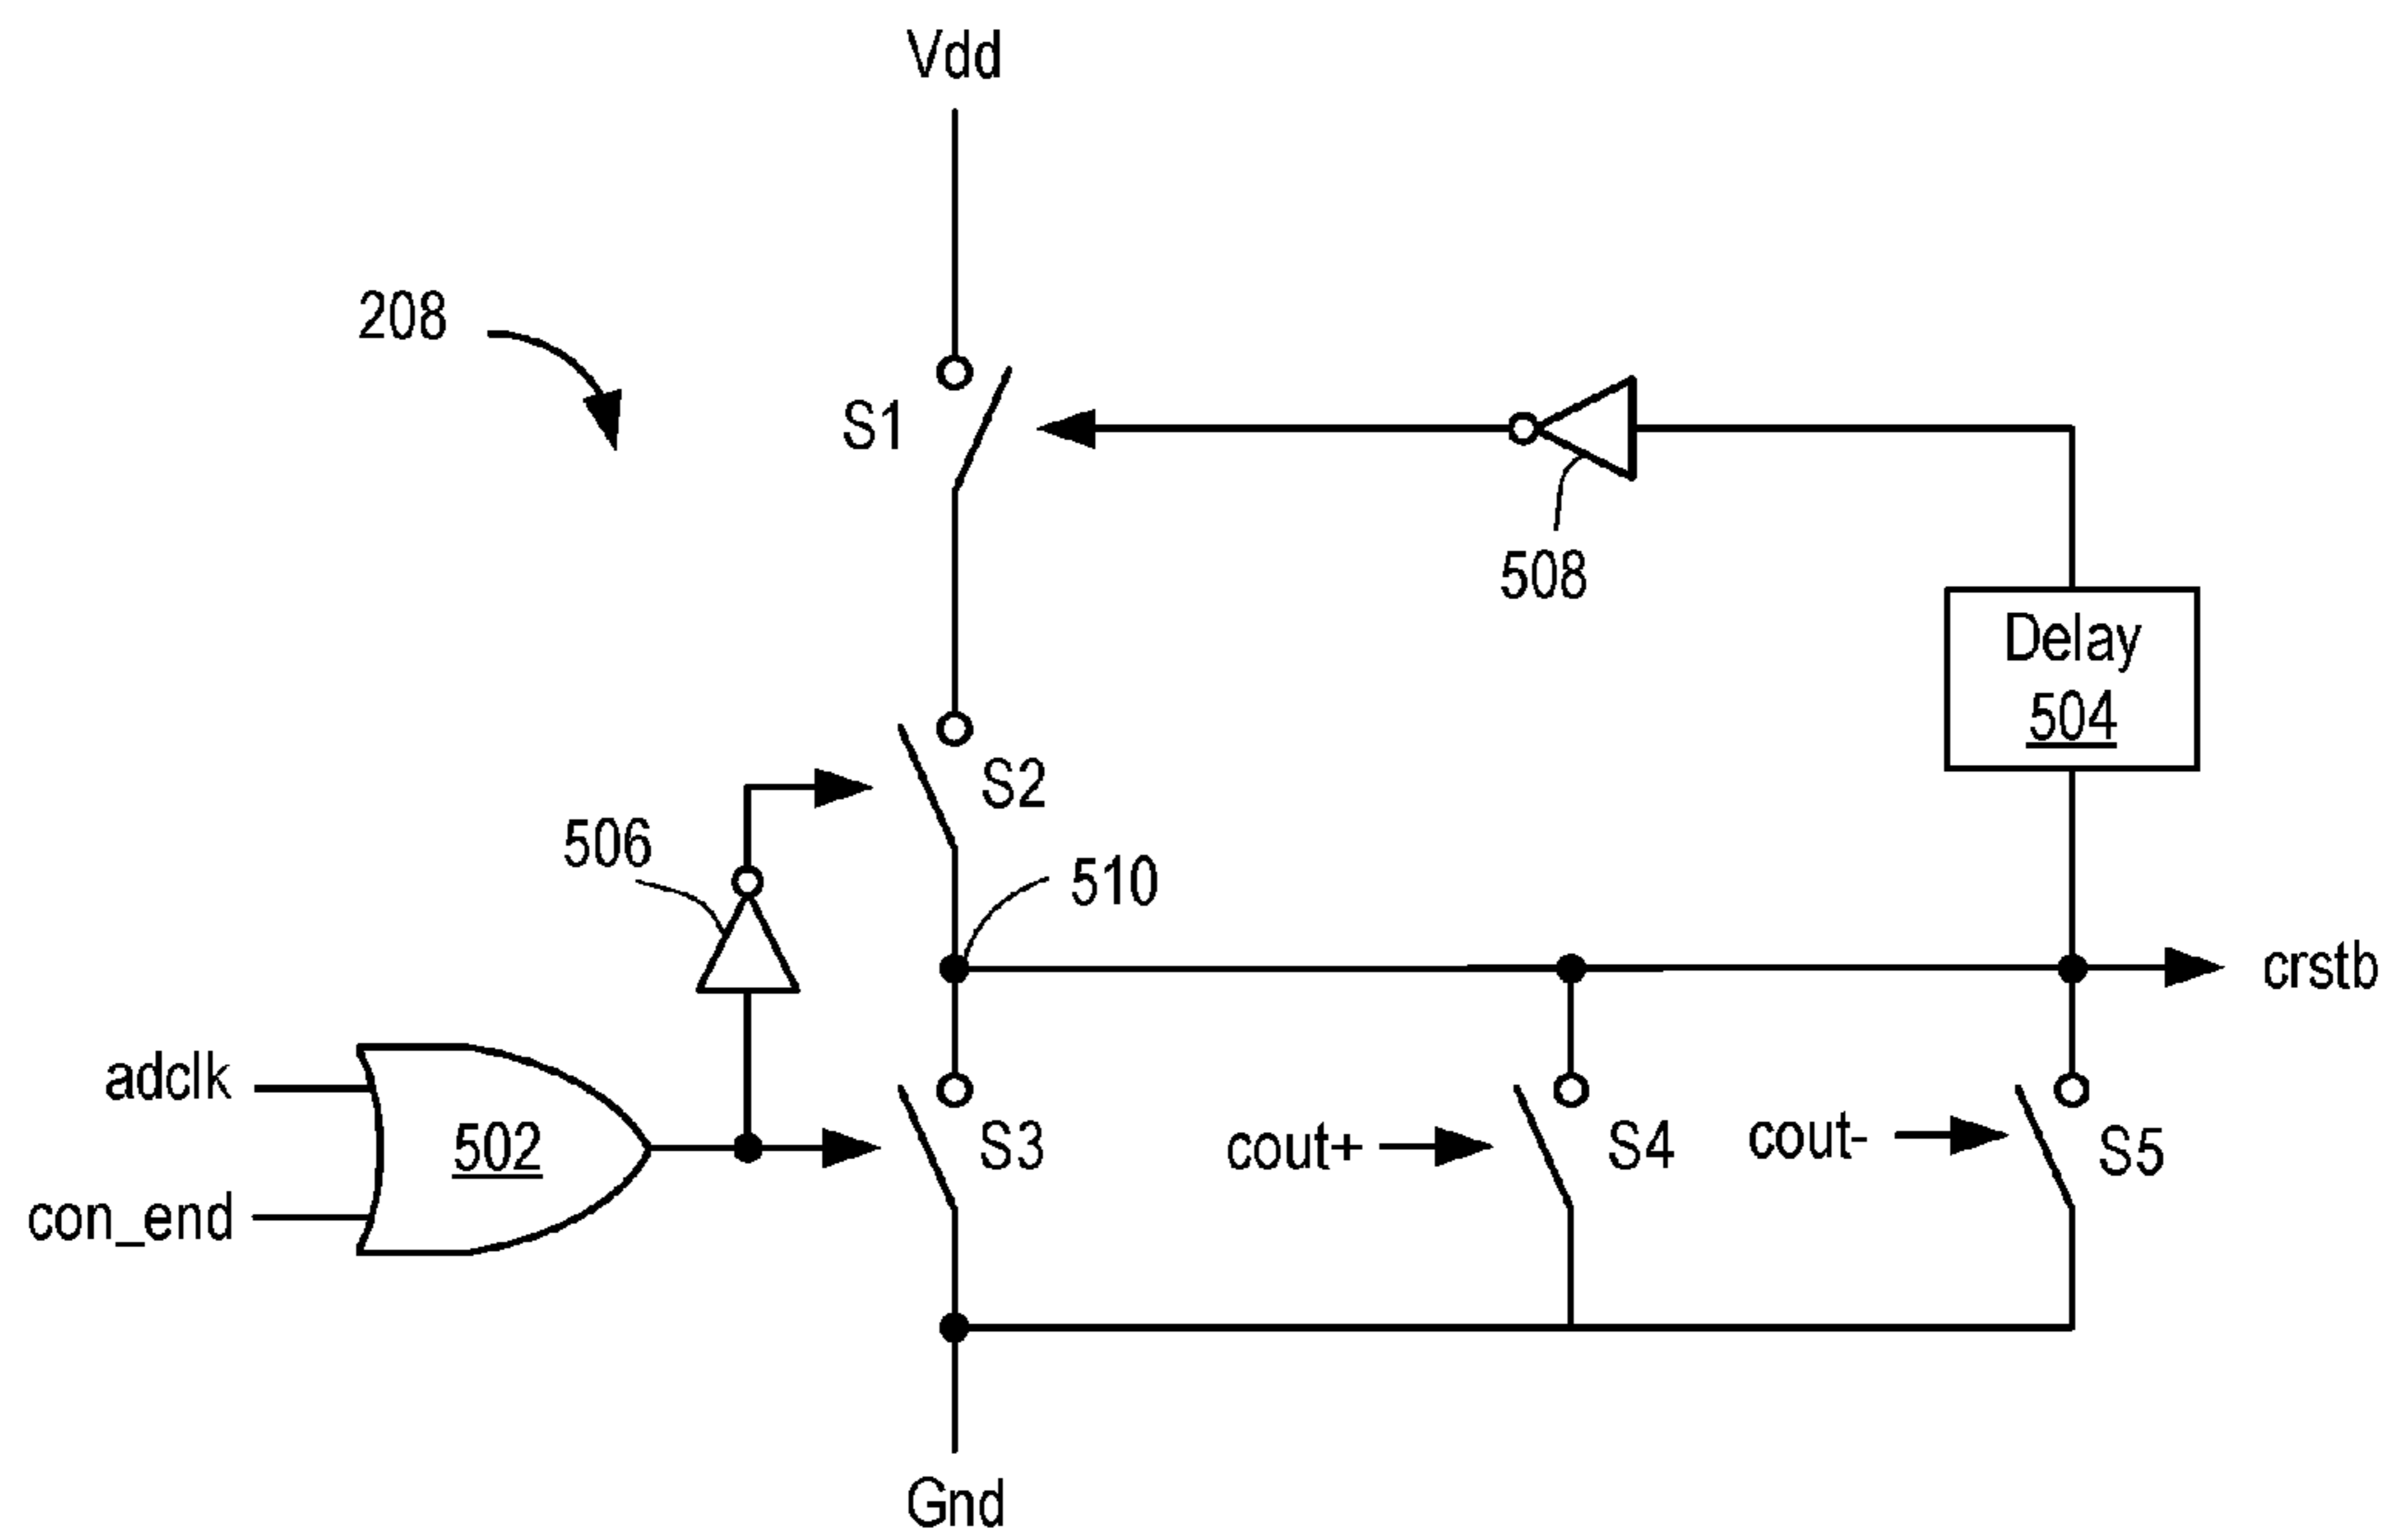 Vdd
208
S1
508
Delay
504
S2
506
510
crstb
adclk
502
S3
cout+
S4
cout-
S5
con_end
Gnd